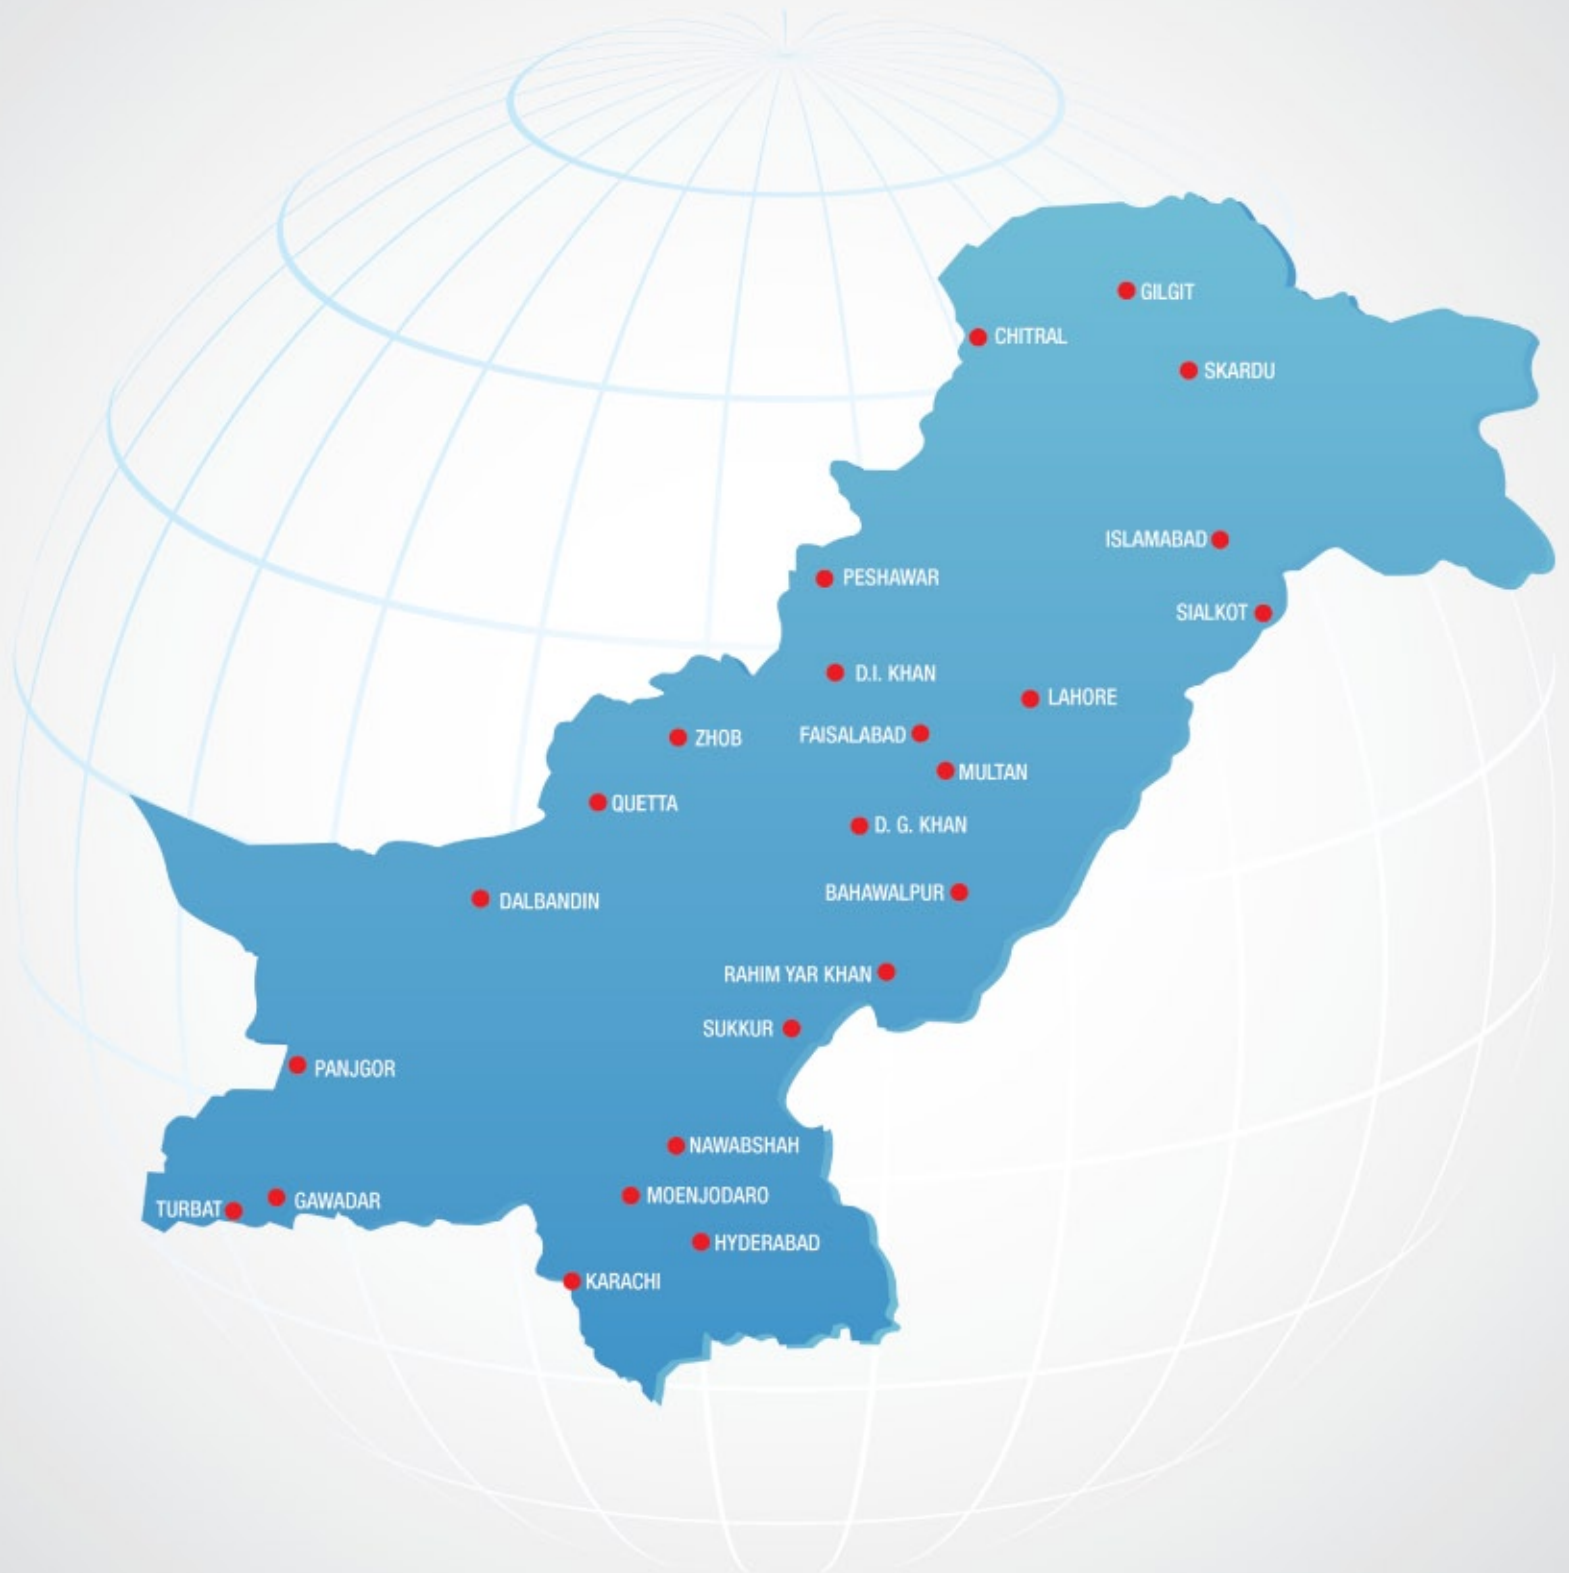 GILGIT
CHITRAL
SKARDU
ISLAMABAD
PESHAWAR
SIALKOT
D.I. KHAN
LAHORE
FAISALABAD
ZHOB
MULTAN
QUETTA
D. G. KHAN
BAHAWALPUR
DALBANDIN
RAHIM YAR KHAN
SUKKUR
PANJGOR
NAWABSHAH
MOENJODARO
GAWADAR
TURBAT
HYDERABAD
KARACHI